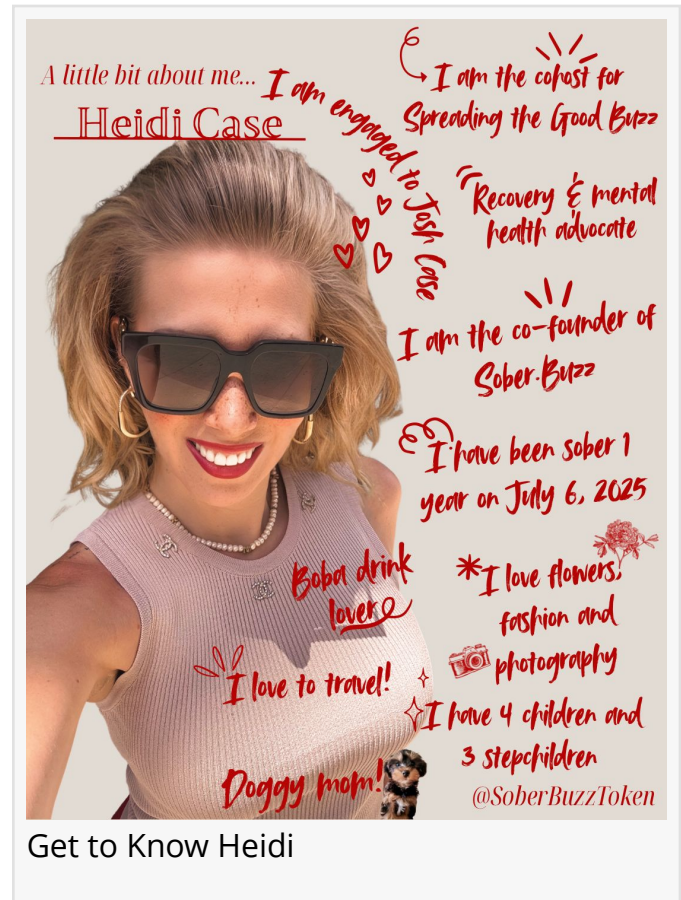 A little bit about me...
Heidi Case
I am engaged to Josh Case
I am the cohost for
Spreading the Good Buzz
Recovery & mental
health advocate
I am the co-founder of
Sober.Buzz
I have been sober 1
year on July 6, 2025
Boba drink
lover
*I love flowers,
fashion and
photography
I love to travel!
I have 4 children and
3 stepchildren
Doggy mom!
@SoberBuzzToken
Get to Know Heidi